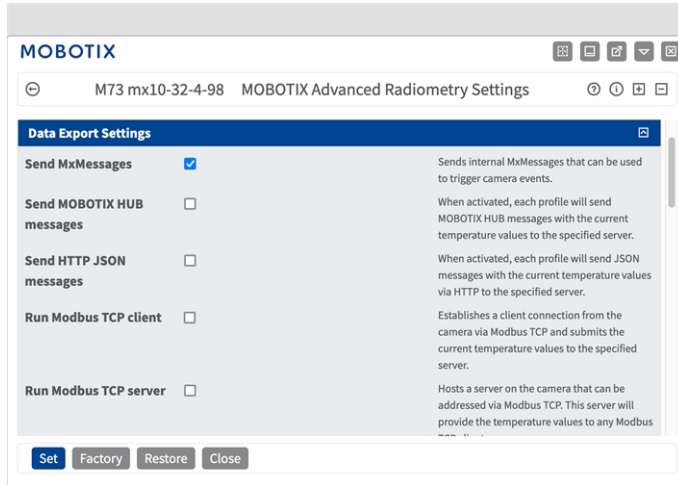 MOBOTIX
M73 mx10-32-4-98 MOBOTIX Advanced Radiometry Settings
Data Export Settings
Send MxMessages
Sends internal MxMessages that can be used
to trigger camera events.
Send MOBOTIX HUB
messages
When activated, each profile will send
MOBOTIX HUB messages with the current
temperature values to the specified server.
Send HTTP JSON
messages
When activated, each profile will send JSON
messages with the current temperature values
via HTTP to the specified server.
Run Modbus TCP client
Establishes a client connection from the
camera via Modbus TCP and submits the
current temperature values to the specified
server.
Run Modbus TCP server
Hosts a server on the camera that can be
addressed via Modbus TCP. This server will
provide the temperature values to any Modbus
Set Factory Restore Close